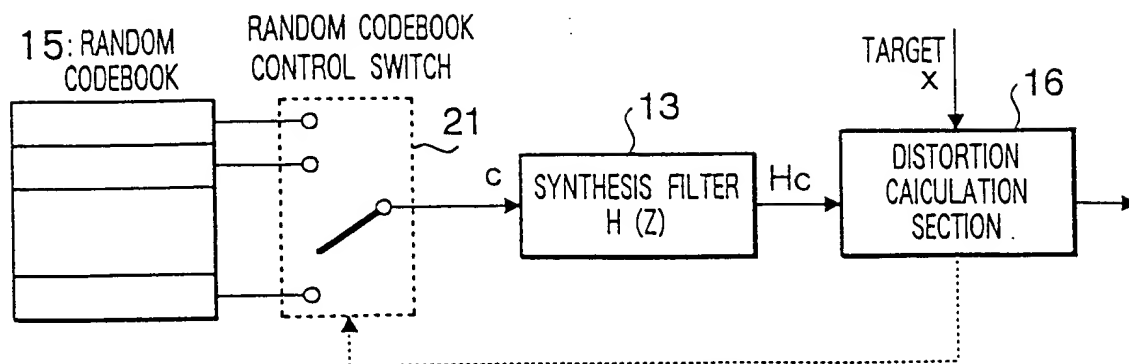 15: RANDOM
CODEBOOK
RANDOM CODEBOOK
CONTROL SWITCH
21
c
13
SYNTHESIS FILTER
H (Z)
Hc
TARGET
x
16
DISTORTION
CAICULATION
SECTION